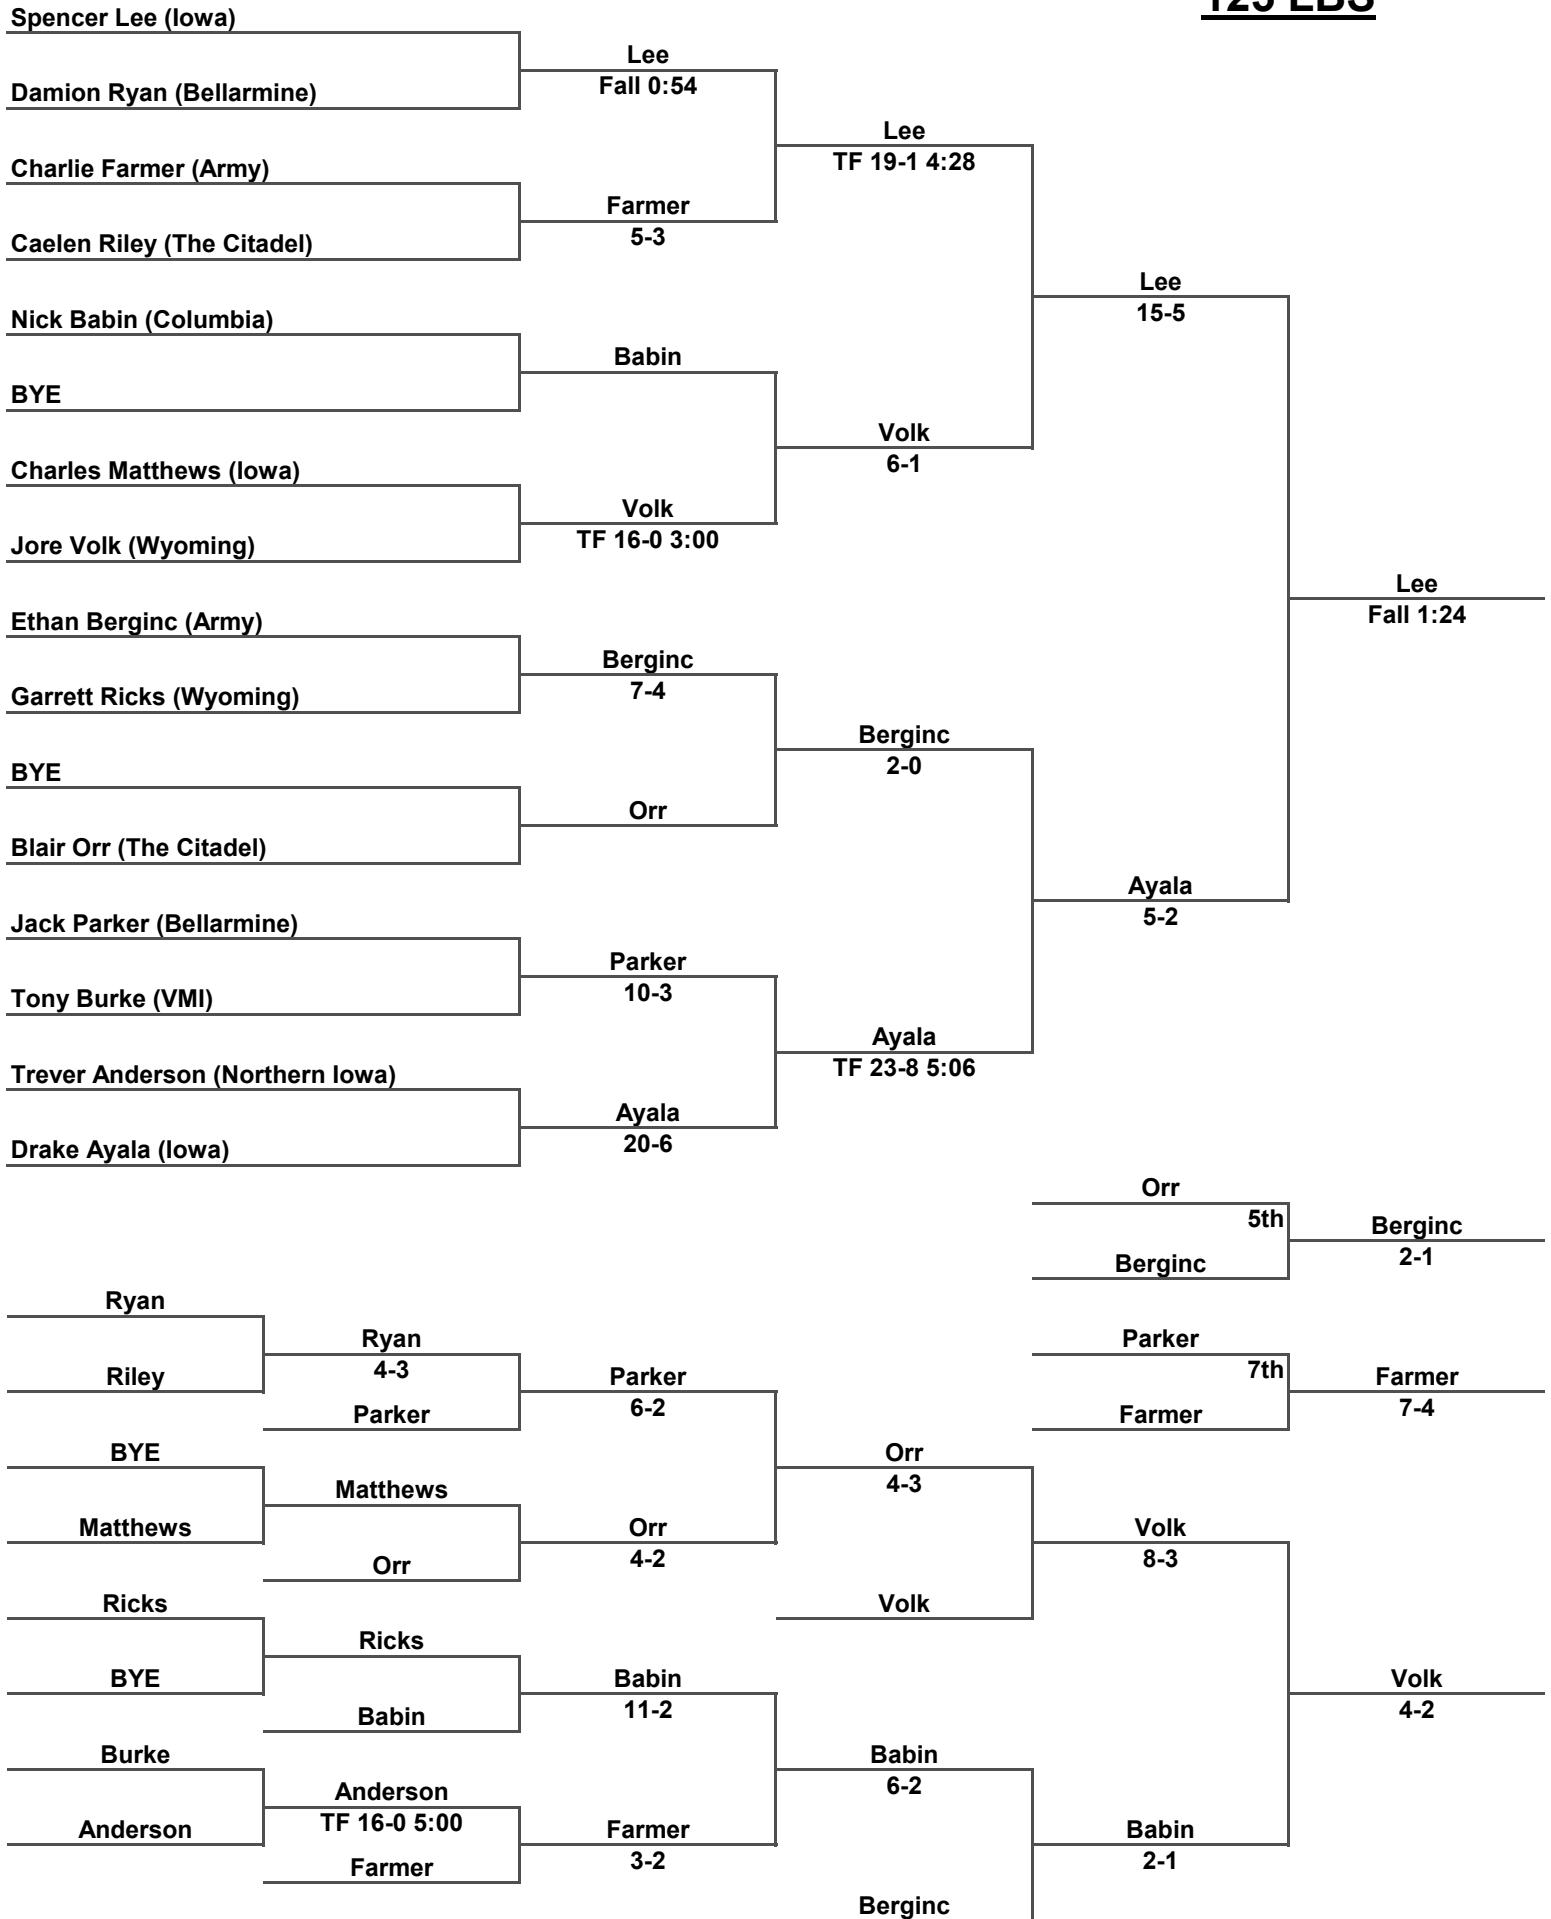 125 LBS
Spencer Lee (Iowa)
Lee
Damion Ryan (Bellarmine)
Fall 0:54
Lee
Charlie Farmer (Army)
TF 19-1 4:28
Farmer
Caelen Riley (The Citadel)
5-3
Lee
Nick Babin (Columbia)
15-5
Babin
BYE
Volk
Charles Matthews (Iowa)
6-1
Volk
Jore Volk (Wyoming)
TF 16-0 3:00
Lee
Ethan Berginc (Army)
Fall 1:24
Berginc
Garrett Ricks (Wyoming)
7-4
Berginc
BYE
2-0
Orr
Blair Orr (The Citadel)
Ayala
Jack Parker (Bellarmine)
5-2
Parker
Tony Burke (VMI)
10-3
Ayala
Trever Anderson (Northern Iowa)
TF 23-8 5:06
Ayala
Drake Ayala (Iowa)
20-6
Orr
5th
Berginc
Berginc
2-1
Ryan
Ryan
Parker
Riley
4-3
Parker
7th
Farmer
Parker
6-2
Farmer
7-4
BYE
Orr
Matthews
4-3
Matthews
Orr
Volk
Orr
4-2
8-3
Ricks
Volk
Ricks
BYE
Babin
Volk
Babin
11-2
4-2
Burke
Babin
Anderson
6-2
Anderson
TF 16-0 5:00
Farmer
Babin
Farmer
3-2
2-1
Berginc